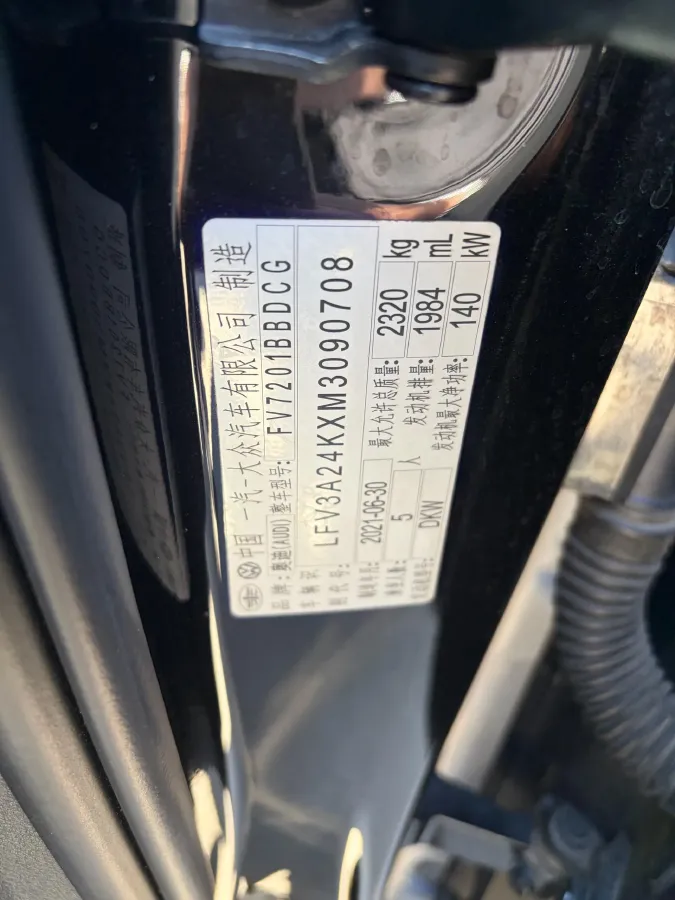 中国 一汽-大众汽车有限公司 制造
品牌：奥迪(AUDI) 整车型号： FV7201BBDCG
车辆识别代号： LFV3A24KXM3090708
制造年月： 2021-06-30 最大允许总质量： 2320 kg
乘坐人数： 5 人 发动机排量： 1984 mL
发动机型号： DKW 发动机最大净功率： 140 kW